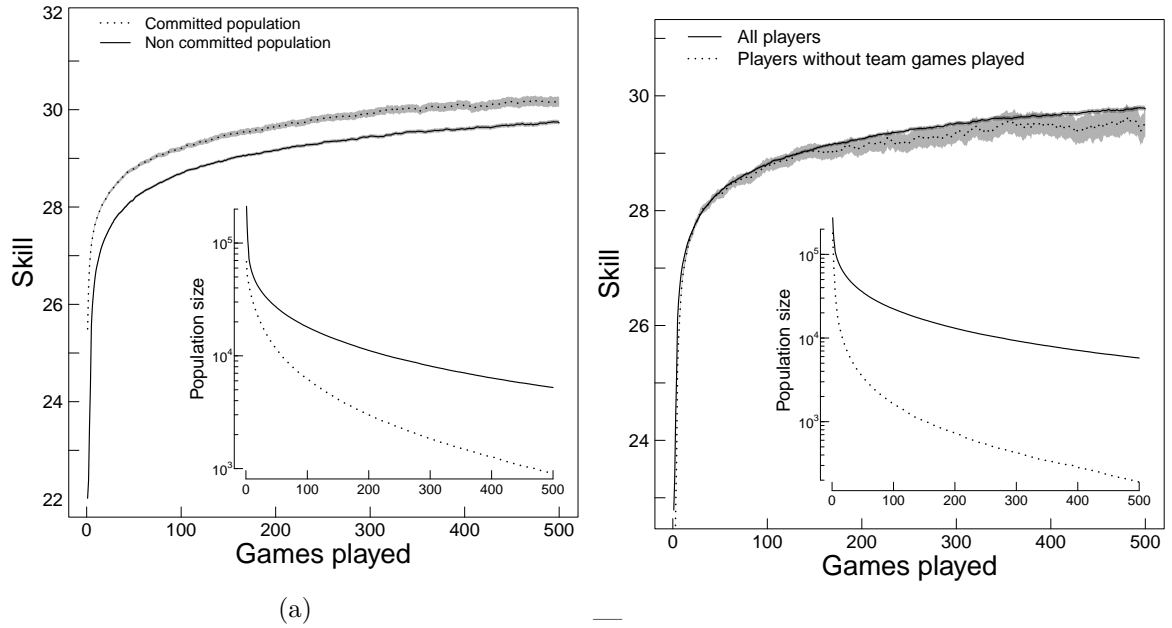 32
30
28
26
24
22
Skill
Committed population
Non committed population
Population size
10^5
10^4
10^3
0 100 200 300 400 500
0 100 200 300 400 500
Games played
(a)
30
28
26
24
Skill
All players
Players without team games played
Population size
10^5
10^4
10^3
0 100 200 300 400 500
0 100 200 300 400 500
Games played